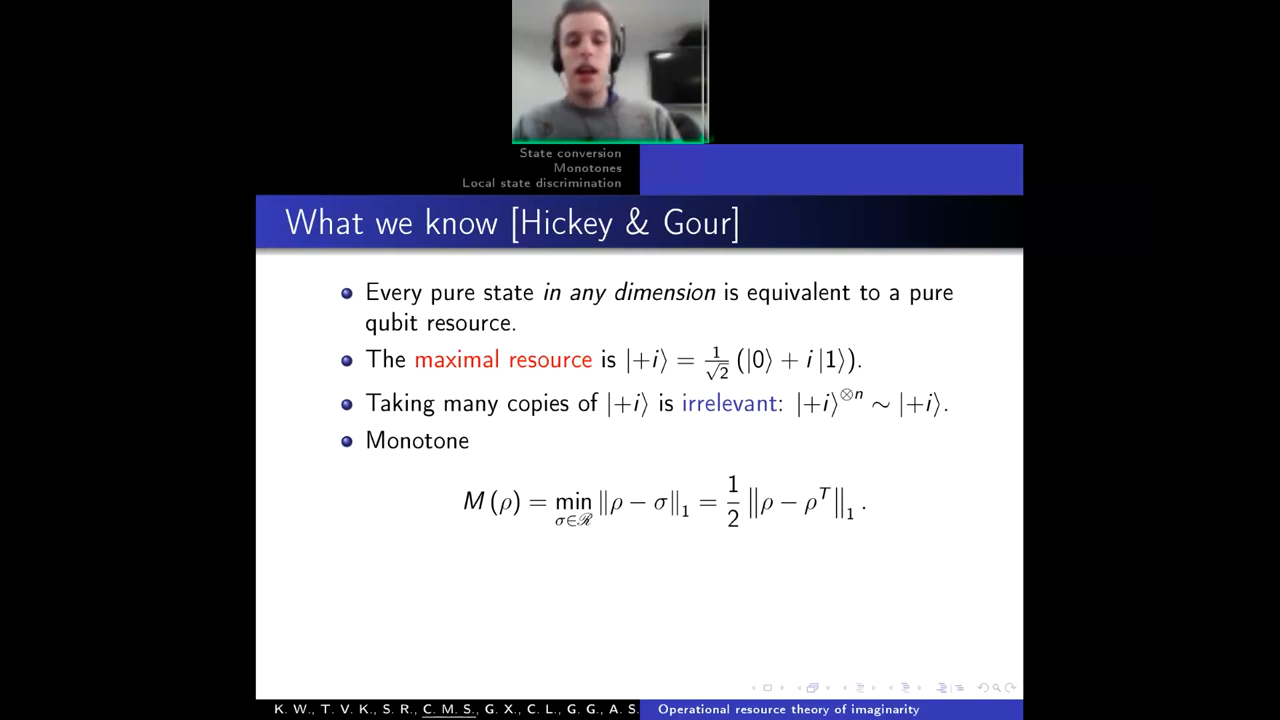 State conversion
Monotones
Local state discrimination
What we know [Hickey & Gour]
Every pure state in any dimension is equivalent to a pure
qubit resource.
The maximal resource is |+i⟩ = 1/√2 (|0⟩ + i |1⟩).
Taking many copies of |+i⟩ is irrelevant: |+i⟩^⊗n ∼ |+i⟩.
Monotone
M (ρ) = min_{σ∈ℛ} ‖ρ − σ‖₁ = 1/2 ‖ρ − ρ^T‖₁ .
K. W., T. V. K., S. R., C. M. S., G. X., C. L., G. G., A. S. Operational resource theory of imaginarity